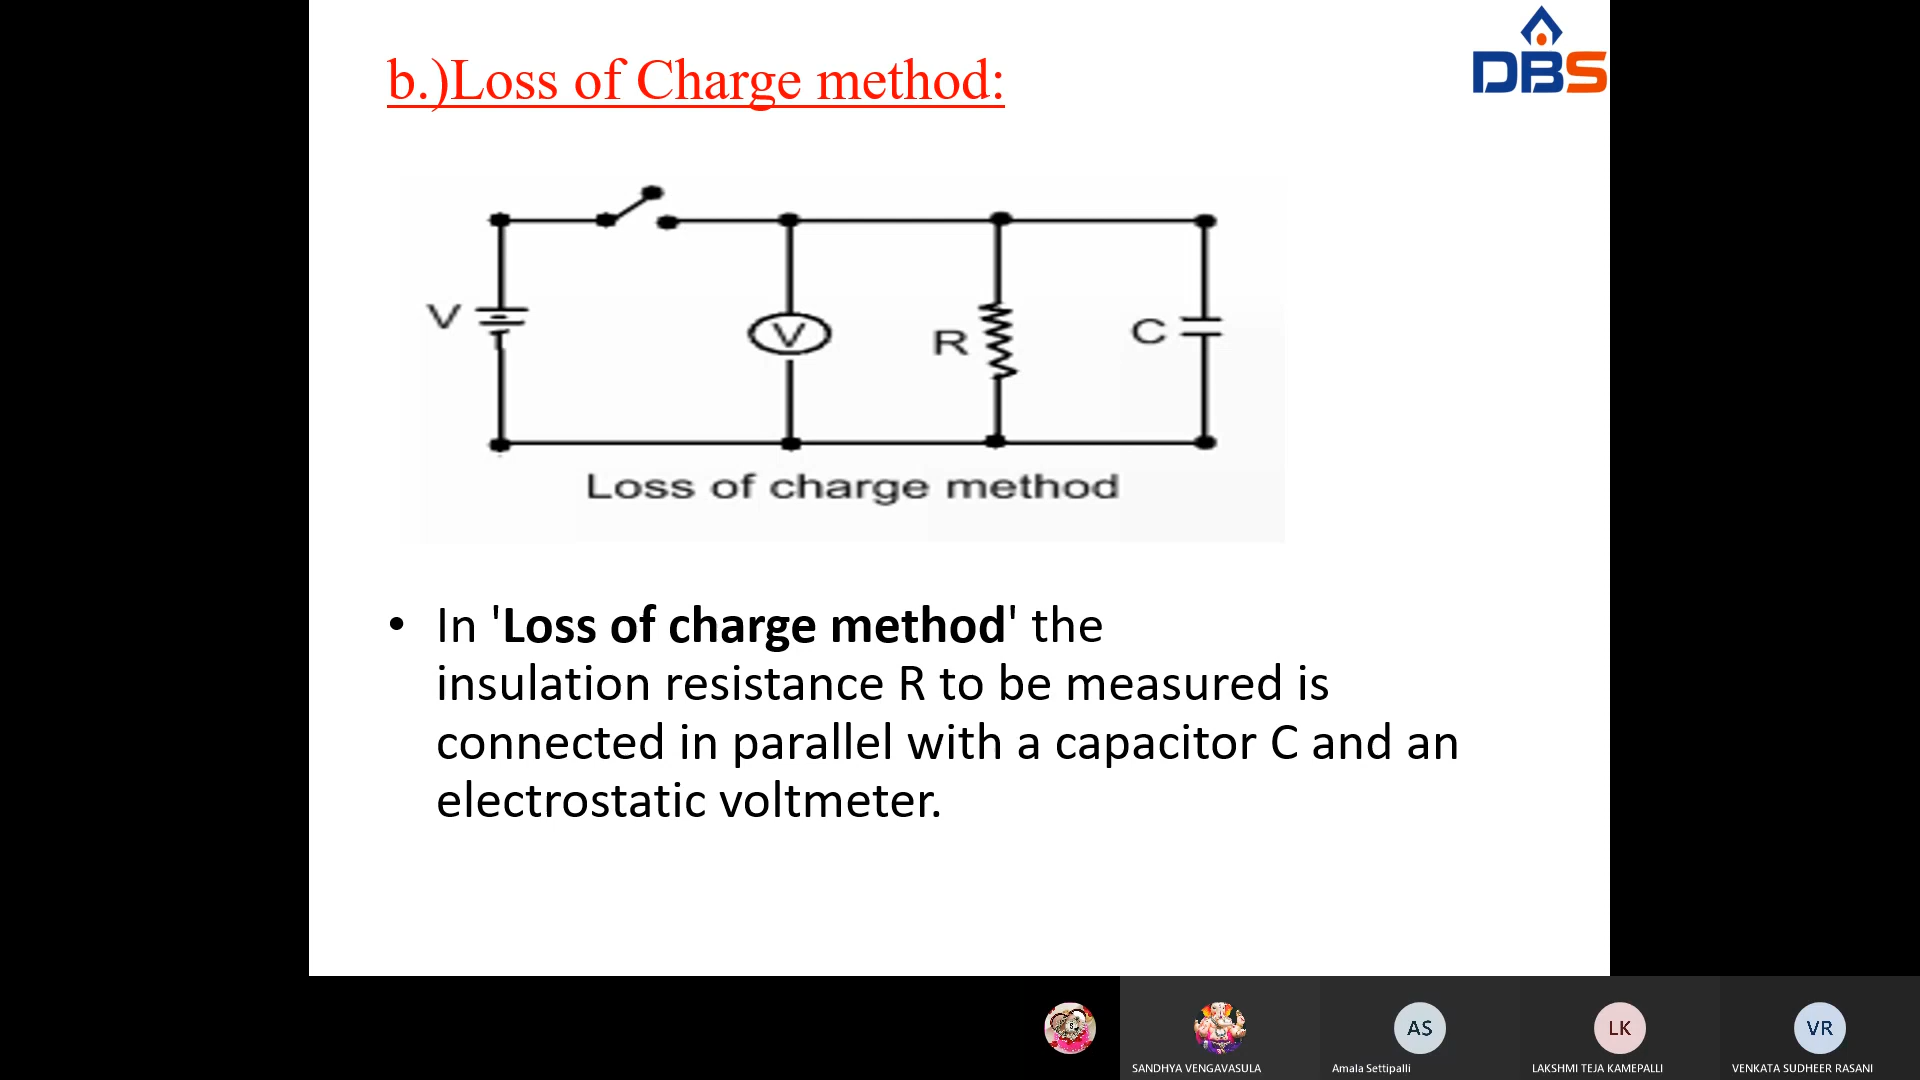 b.)Loss of Charge method:
DBS
V
V
R
C
Loss of charge method
• In 'Loss of charge method' the
insulation resistance R to be measured is
connected in parallel with a capacitor C and an
electrostatic voltmeter.
AS
LK
VR
SANDHYA VENGAVASULA
Amala Settipalli
LAKSHMI TEJA KAMEPALLI
VENKATA SUDHEER RASANI